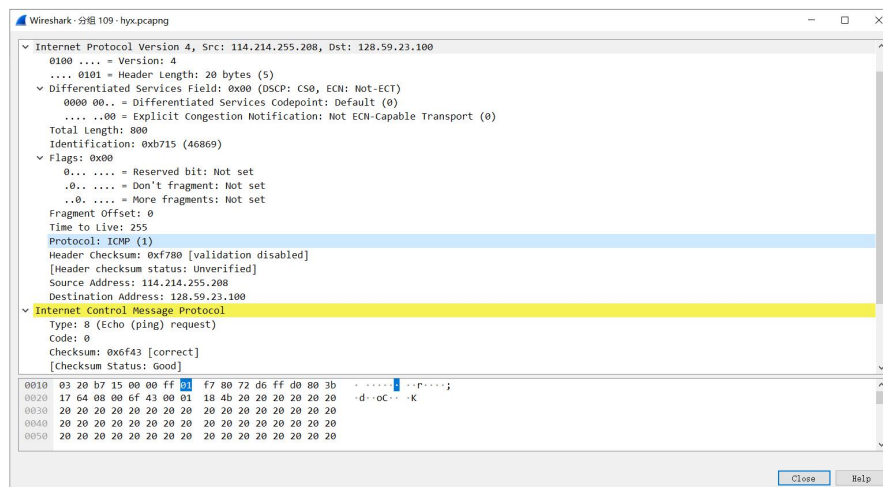 Wireshark · 分组 109 · hyx.pcapng
Internet Protocol Version 4, Src: 114.214.255.208, Dst: 128.59.23.100
0100 .... = Version: 4
.... 0101 = Header Length: 20 bytes (5)
Differentiated Services Field: 0x00 (DSCP: CS0, ECN: Not-ECT)
0000 00.. = Differentiated Services Codepoint: Default (0)
.... ..00 = Explicit Congestion Notification: Not ECN-Capable Transport (0)
Total Length: 800
Identification: 0xb715 (46869)
Flags: 0x00
0... .... = Reserved bit: Not set
.0.. .... = Don't fragment: Not set
..0. .... = More fragments: Not set
Fragment Offset: 0
Time to Live: 255
Protocol: ICMP (1)
Header Checksum: 0xf780 [validation disabled]
[Header checksum status: Unverified]
Source Address: 114.214.255.208
Destination Address: 128.59.23.100
Internet Control Message Protocol
Type: 8 (Echo (ping) request)
Code: 0
Checksum: 0x6f43 [correct]
[Checksum Status: Good]
0010 03 20 b7 15 00 00 ff 01 f7 80 72 d6 ff d0 80 3b · ······ ··r····;
0020 17 64 08 00 6f 43 00 01 18 4b 20 20 20 20 20 20 ·d··oC·· ·K
0030 20 20 20 20 20 20 20 20 20 20 20 20 20 20 20 20
0040 20 20 20 20 20 20 20 20 20 20 20 20 20 20 20 20
0050 20 20 20 20 20 20 20 20 20 20 20 20 20 20 20 20
Close Help